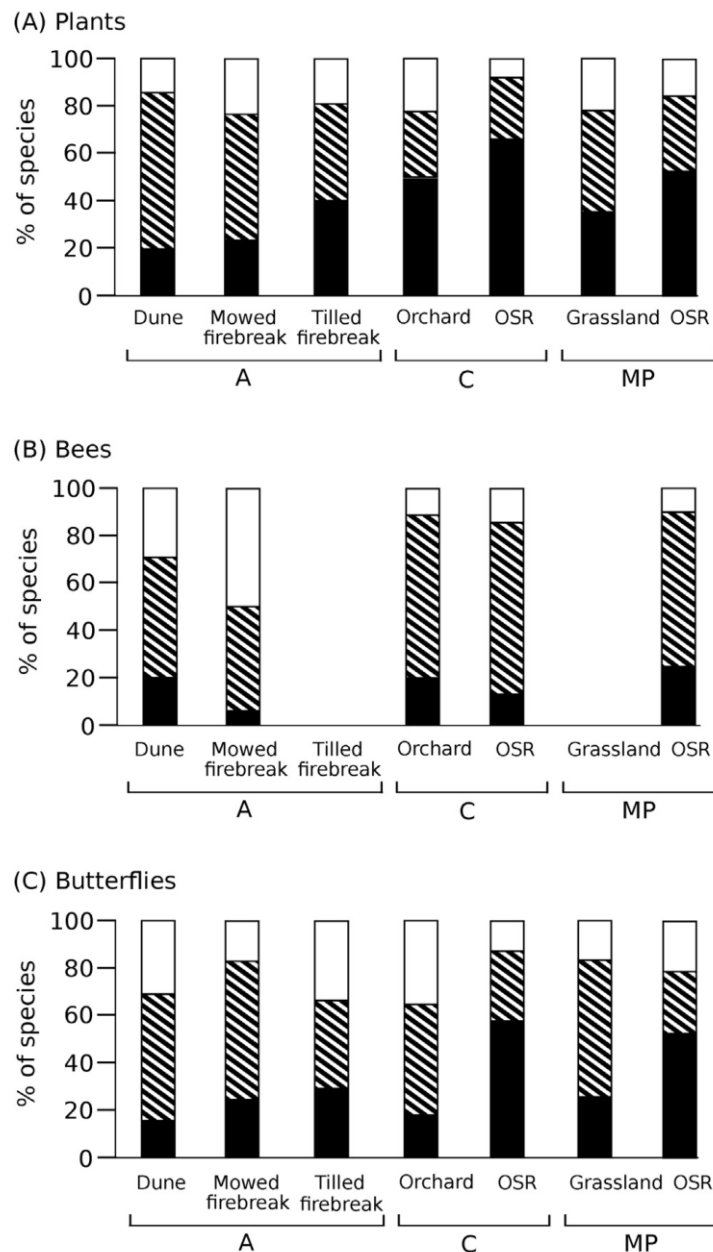 (A) Plants
100
80
60
40
20
0
% of species
Dune Mowed firebreak Tilled firebreak Orchard OSR Grassland OSR
A C MP
(B) Bees
100
80
60
40
20
0
% of species
Dune Mowed firebreak Tilled firebreak Orchard OSR Grassland OSR
A C MP
(C) Butterflies
100
80
60
40
20
0
% of species
Dune Mowed firebreak Tilled firebreak Orchard OSR Grassland OSR
A C MP